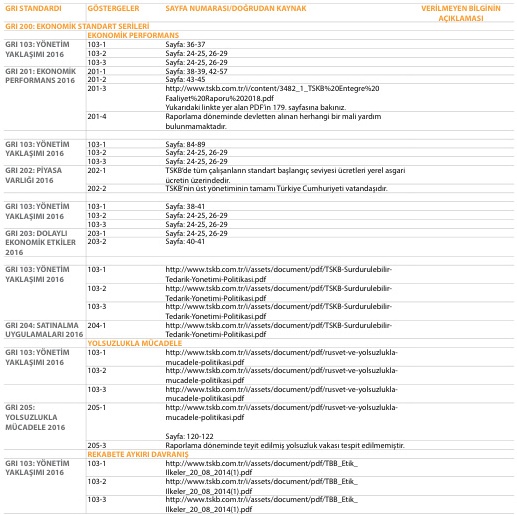 GRI STANDARDI GÖSTERGELER SAYFA NUMARASI/DOĞRUDAN KAYNAK VERİLMEYEN BİLGİNİN
AÇIKLAMASI
GRI 200: EKONOMİK STANDART SERİLERİ
EKONOMİK PERFORMANS
GRI 103: YÖNETİM 103-1 Sayfa: 36-37
YAKLAŞIMI 2016 103-2 Sayfa: 24-25, 26-29
103-3 Sayfa: 24-25, 26-29
GRI 201: EKONOMİK 201-1 Sayfa: 38-39, 42-57
PERFORMANS 2016 201-2 Sayfa: 43-45
201-3 http://www.tskb.com.tr/i/content/3482_1_TSKB%20Entegre%20
Faaliyet%20Raporu%202018.pdf
Yukarıdaki linkte yer alan PDF'in 179. sayfasına bakınız.
201-4 Raporlama döneminde devletten alınan herhangi bir mali yardım
bulunmamaktadır.
GRI 103: YÖNETİM 103-1 Sayfa: 84-89
YAKLAŞIMI 2016 103-2 Sayfa: 24-25, 26-29
103-3 Sayfa: 24-25, 26-29
GRI 202: PİYASA 202-1 TSKB'de tüm çalışanların standart başlangıç seviyesi ücretleri yerel asgari
VARLIĞI 2016 ücretin üzerindedir.
202-2 TSKB'nin üst yönetiminin tamamı Türkiye Cumhuriyeti vatandaşıdır.
GRI 103: YÖNETİM 103-1 Sayfa: 38-41
YAKLAŞIMI 2016 103-2 Sayfa: 24-25, 26-29
103-3 Sayfa: 24-25, 26-29
GRI 203: DOLAYLI 203-1 Sayfa: 24-25, 26-29
EKONOMİK ETKİLER 203-2 Sayfa: 40-41
2016
GRI 103: YÖNETİM 103-1 http://www.tskb.com.tr/i/assets/document/pdf/TSKB-Surdurulebilir-
YAKLAŞIMI 2016 Tedarik-Yonetimi-Politikasi.pdf
103-2 http://www.tskb.com.tr/i/assets/document/pdf/TSKB-Surdurulebilir-
Tedarik-Yonetimi-Politikasi.pdf
103-3 http://www.tskb.com.tr/i/assets/document/pdf/TSKB-Surdurulebilir-
Tedarik-Yonetimi-Politikasi.pdf
GRI 204: SATINALMA 204-1 http://www.tskb.com.tr/i/assets/document/pdf/TSKB-Surdurulebilir-
UYGULAMALARI 2016 Tedarik-Yonetimi-Politikasi.pdf
YOLSUZLUKLA MÜCADELE
GRI 103: YÖNETİM 103-1 http://www.tskb.com.tr/i/assets/document/pdf/rusvet-ve-yolsuzlukla-
YAKLAŞIMI 2016 mucadele-politikasi.pdf
103-2 http://www.tskb.com.tr/i/assets/document/pdf/rusvet-ve-yolsuzlukla-
mucadele-politikasi.pdf
103-3 http://www.tskb.com.tr/i/assets/document/pdf/rusvet-ve-yolsuzlukla-
mucadele-politikasi.pdf
GRI 205: 205-1 http://www.tskb.com.tr/i/assets/document/pdf/rusvet-ve-yolsuzlukla-
YOLSUZLUKLA mucadele-politikasi.pdf
MÜCADELE 2016
Sayfa: 120-122
205-3 Raporlama döneminde teyit edilmiş yolsuzluk vakası tespit edilmemiştir.
REKABETE AYKIRI DAVRANIŞ
GRI 103: YÖNETİM 103-1 http://www.tskb.com.tr/i/assets/document/pdf/TBB_Etik_
YAKLAŞIMI 2016 Ilkeler_20_08_2014(1).pdf
103-2 http://www.tskb.com.tr/i/assets/document/pdf/TBB_Etik_
Ilkeler_20_08_2014(1).pdf
103-3 http://www.tskb.com.tr/i/assets/document/pdf/TBB_Etik_
Ilkeler_20_08_2014(1).pdf